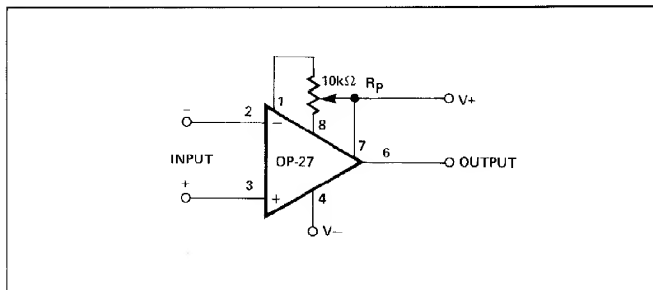 10kΩ Rp
V+
1
8
− 2 −
7
6 OUTPUT
INPUT OP-27
+ 3 +
4
V−